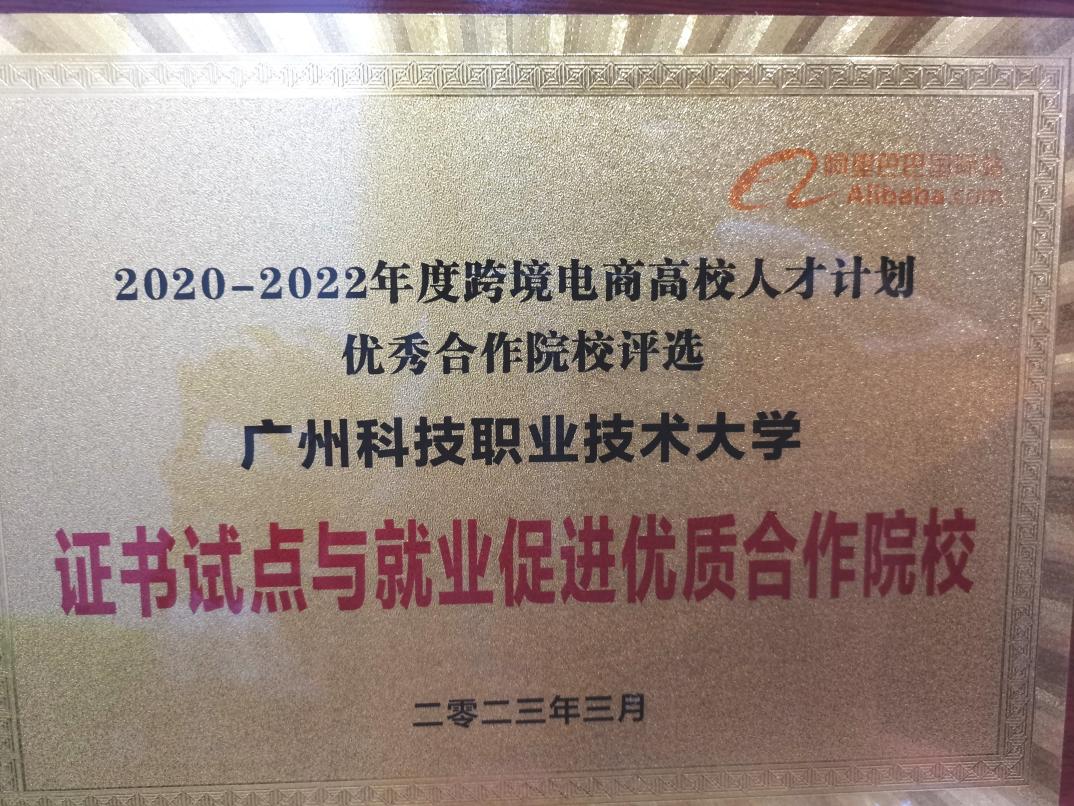 阿里巴巴国际站
Alibaba.com
2020-2022年度跨境电商高校人才计划
优秀合作院校评选
广州科技职业技术大学
证书试点与就业促进优质合作院校
二零二三年三月